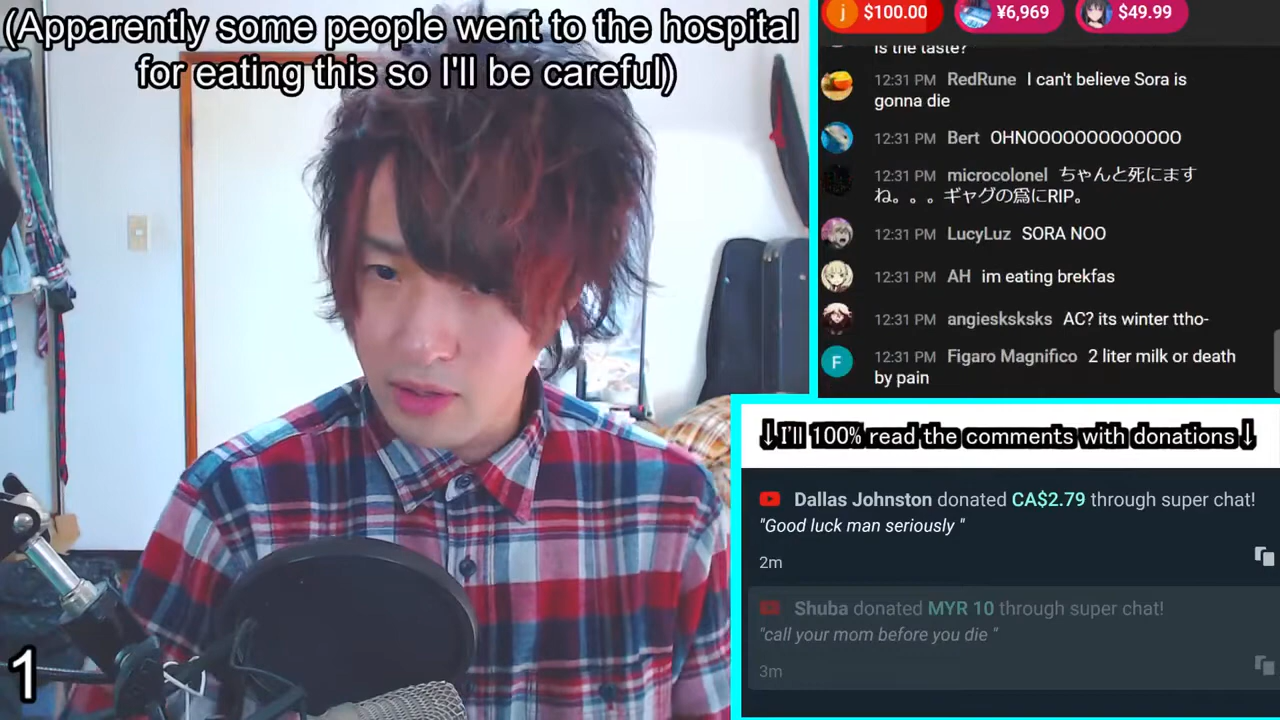 (Apparently some people went to the hospital
for eating this so I'll be careful)
1
j $100.00 ¥6,969 $49.99
is the taste?
12:31 PM RedRune I can't believe Sora is
gonna die
12:31 PM Bert OHNOOOOOOOOOOOOO
12:31 PM microcolonel ちゃんと死にます
ね。。。ギャグの爲にRIP。
12:31 PM LucyLuz SORA NOO
12:31 PM AH im eating brekfas
12:31 PM angiesksksks AC? its winter ttho-
F 12:31 PM Figaro Magnifico 2 liter milk or death
by pain
↓I'll 100% read the comments with donations↓
Dallas Johnston donated CA$2.79 through super chat!
"Good luck man seriously "
2m
Shuba donated MYR 10 through super chat!
"call your mom before you die "
3m